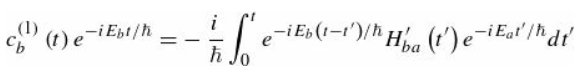 c_b^{(1)} (t) e^{-iE_b t/ħ} = - \frac{i}{ħ} \int_0^t e^{-iE_b (t-t')/ħ} H'_{ba} (t') e^{-iE_a t'/ħ} dt'